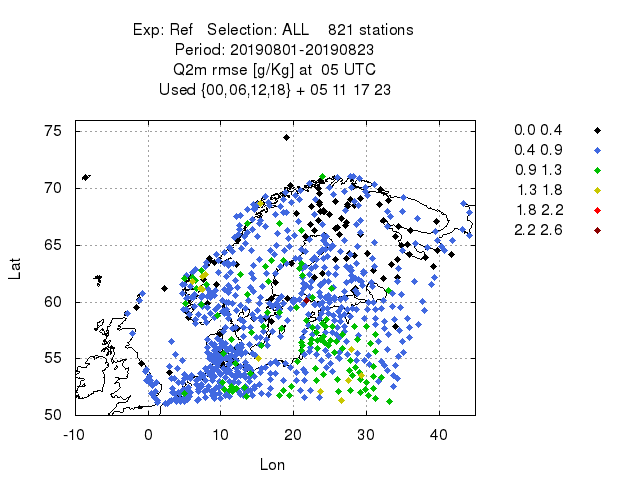 Exp: Ref Selection: ALL 821 stations
Period: 20190801-20190823
Q2m rmse [g/Kg] at 05 UTC
Used {00,06,12,18} + 05 11 17 23
0.0 0.4
0.4 0.9
0.9 1.3
1.3 1.8
1.8 2.2
2.2 2.6
75
70
65
60
55
50
Lat
-10 0 10 20 30 40
Lon